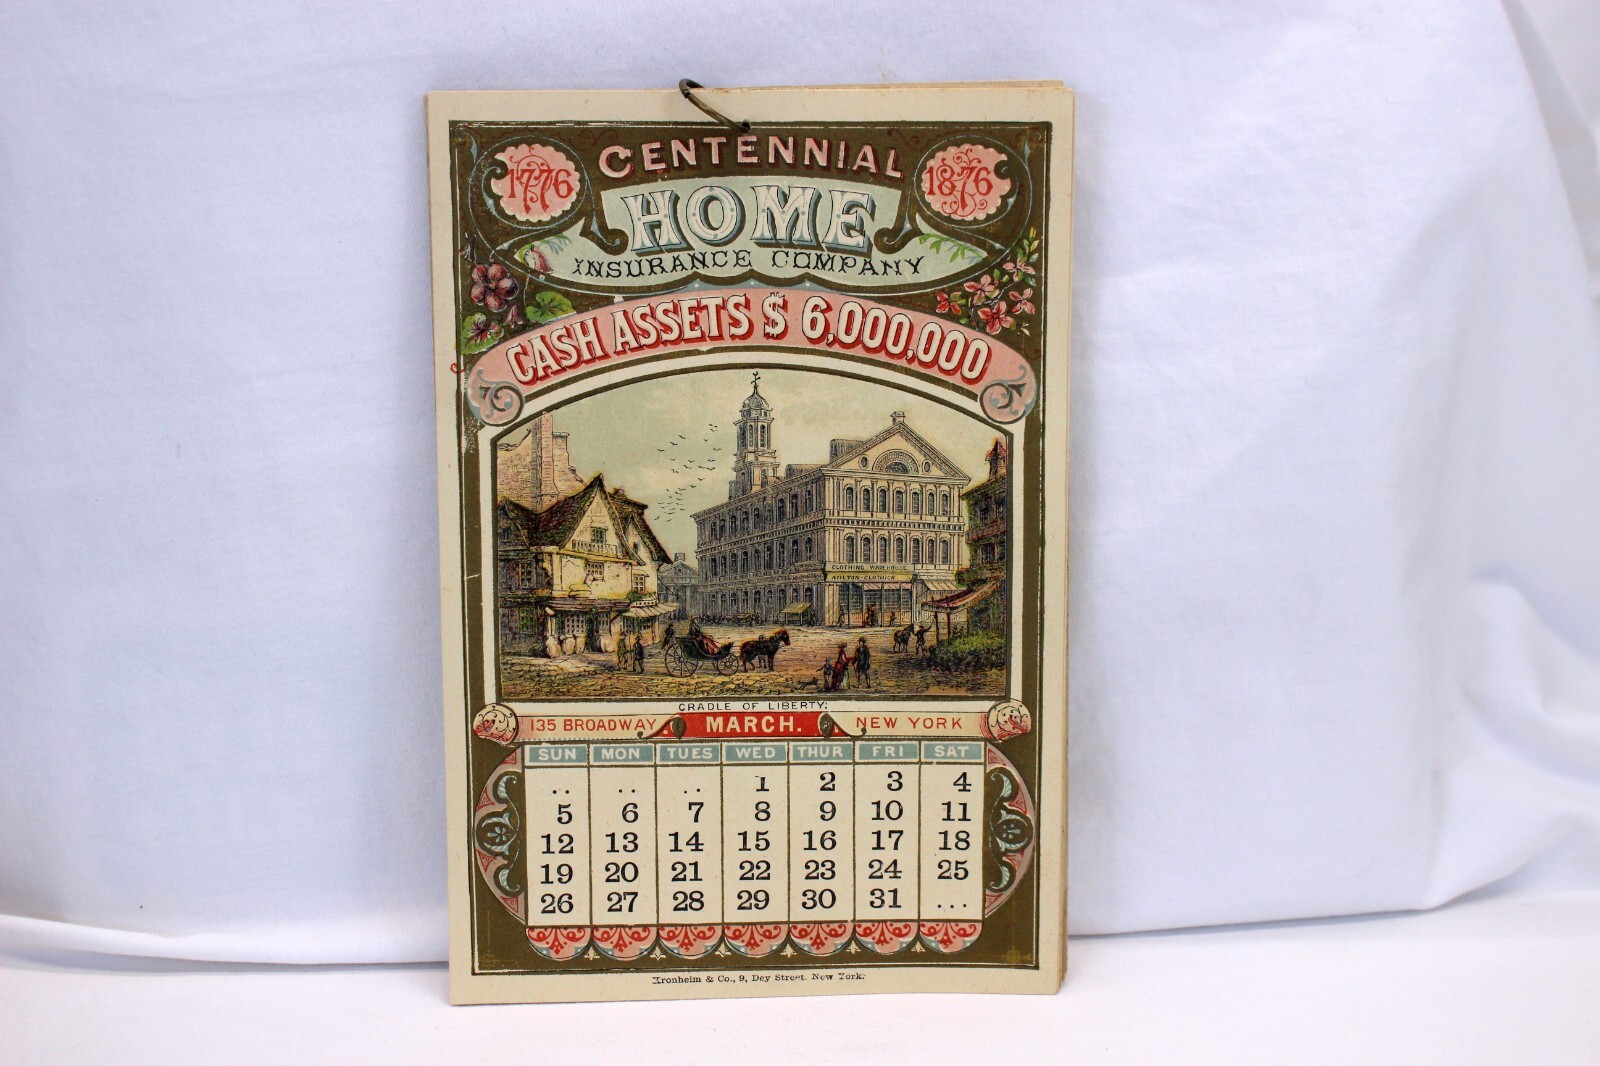 1776 CENTENNIAL 1876
HOME
INSURANCE COMPANY
CASH ASSETS $ 6,000,000
CLOTHING WAREHOUSE
CRADLE OF LIBERTY.
135 BROADWAY. MARCH. NEW YORK
SUN MON TUES WED THUR FRI SAT
.. .. .. 1 2 3 4
5 6 7 8 9 10 11
12 13 14 15 16 17 18
19 20 21 22 23 24 25
26 27 28 29 30 31 ...
Kronheim & Co., 9, Dey Street. New York.